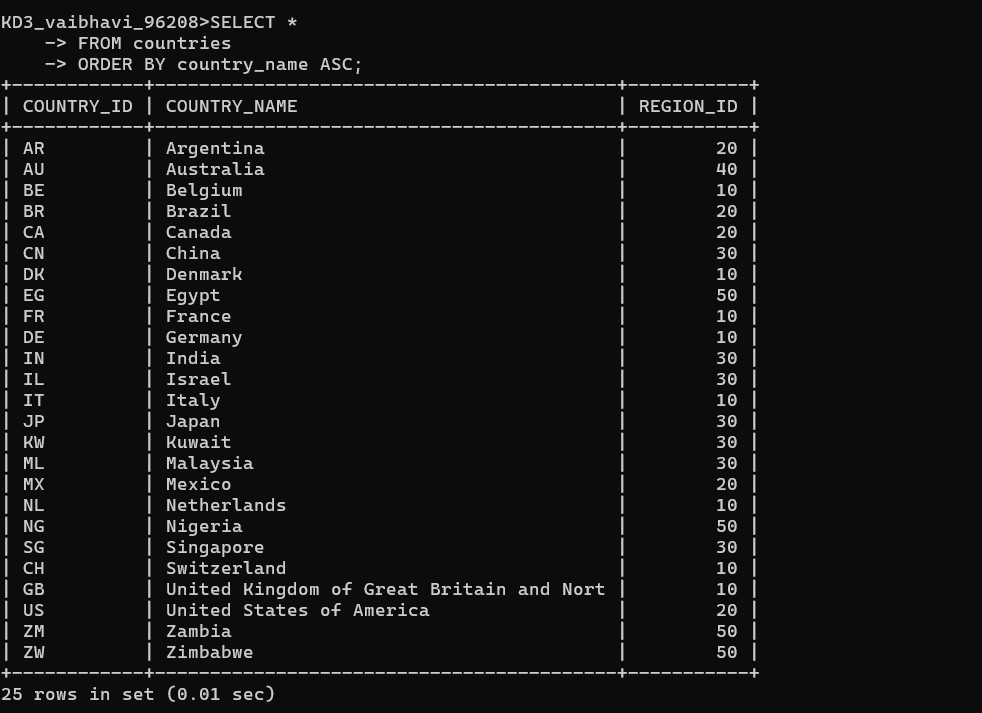 KD3_vaibhavi_96208>SELECT *
    -> FROM countries
    -> ORDER BY country_name ASC;
+------------+------------------------------------------+-----------+
| COUNTRY_ID | COUNTRY_NAME                             | REGION_ID |
+------------+------------------------------------------+-----------+
| AR         | Argentina                                |        20 |
| AU         | Australia                                |        40 |
| BE         | Belgium                                  |        10 |
| BR         | Brazil                                   |        20 |
| CA         | Canada                                   |        20 |
| CN         | China                                    |        30 |
| DK         | Denmark                                  |        10 |
| EG         | Egypt                                    |        50 |
| FR         | France                                   |        10 |
| DE         | Germany                                  |        10 |
| IN         | India                                    |        30 |
| IL         | Israel                                   |        30 |
| IT         | Italy                                    |        10 |
| JP         | Japan                                    |        30 |
| KW         | Kuwait                                   |        30 |
| ML         | Malaysia                                 |        30 |
| MX         | Mexico                                   |        20 |
| NL         | Netherlands                              |        10 |
| NG         | Nigeria                                  |        50 |
| SG         | Singapore                                |        30 |
| CH         | Switzerland                              |        10 |
| GB         | United Kingdom of Great Britain and Nort |        10 |
| US         | United States of America                 |        20 |
| ZM         | Zambia                                   |        50 |
| ZW         | Zimbabwe                                 |        50 |
+------------+------------------------------------------+-----------+
25 rows in set (0.01 sec)